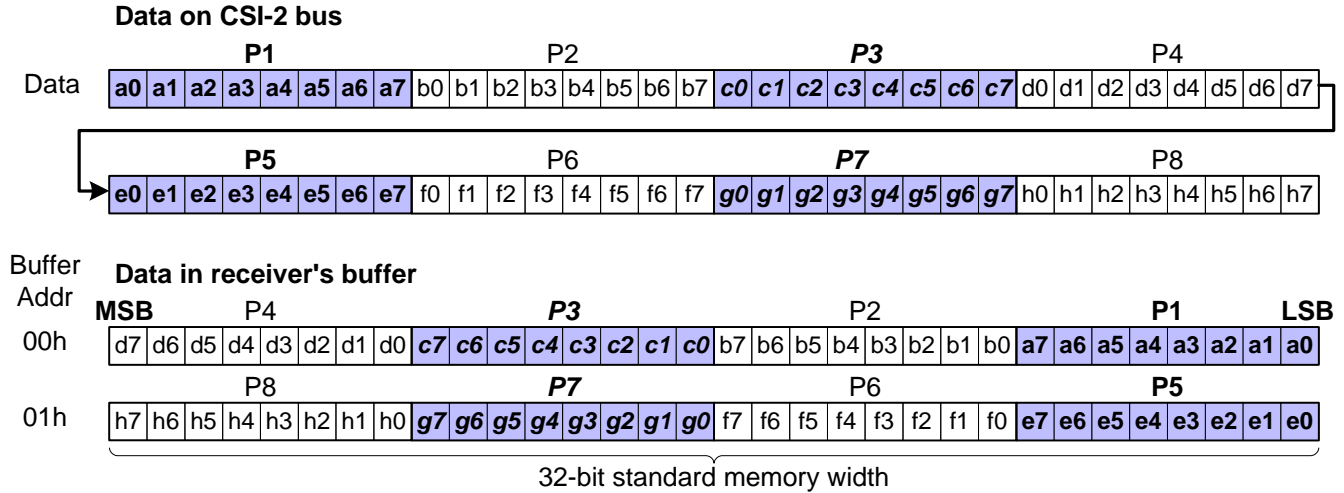 Data on CSI-2 bus
P1 P2 P3 P4
Data a0 a1 a2 a3 a4 a5 a6 a7 b0 b1 b2 b3 b4 b5 b6 b7 c0 c1 c2 c3 c4 c5 c6 c7 d0 d1 d2 d3 d4 d5 d6 d7
P5 P6 P7 P8
e0 e1 e2 e3 e4 e5 e6 e7 f0 f1 f2 f3 f4 f5 f6 f7 g0 g1 g2 g3 g4 g5 g6 g7 h0 h1 h2 h3 h4 h5 h6 h7
Buffer
Addr
Data in receiver's buffer
MSB P4 P3 P2 P1 LSB
00h d7 d6 d5 d4 d3 d2 d1 d0 c7 c6 c5 c4 c3 c2 c1 c0 b7 b6 b5 b4 b3 b2 b1 b0 a7 a6 a5 a4 a3 a2 a1 a0
P8 P7 P6 P5
01h h7 h6 h5 h4 h3 h2 h1 h0 g7 g6 g5 g4 g3 g2 g1 g0 f7 f6 f5 f4 f3 f2 f1 f0 e7 e6 e5 e4 e3 e2 e1 e0
32-bit standard memory width